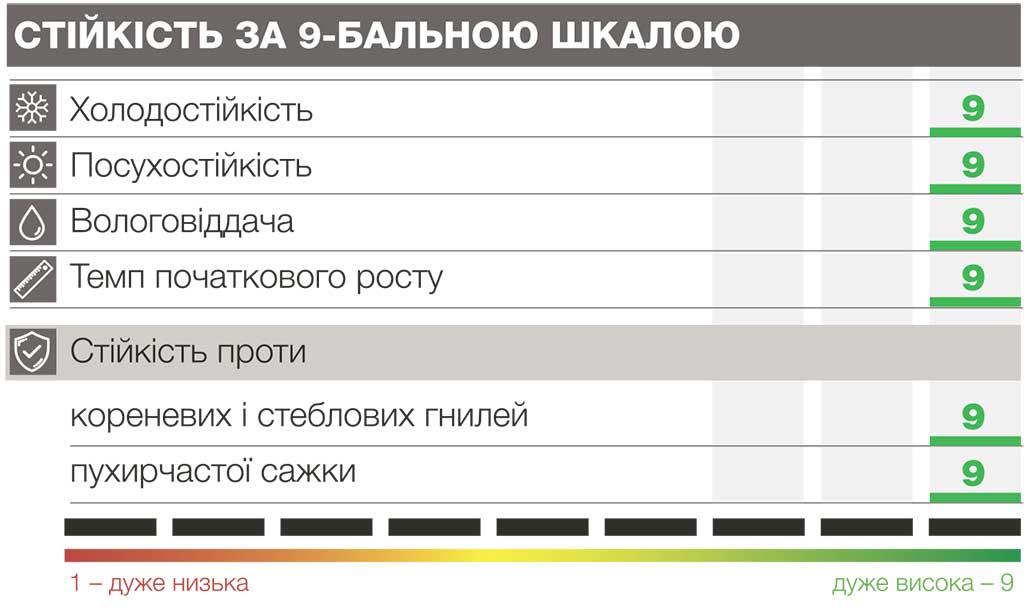 СТІЙКІСТЬ ЗА 9-БАЛЬНОЮ ШКАЛОЮ
Холодостійкість 9
Посухостійкість 9
Вологовіддача 9
Темп початкового росту 9
Стійкість проти
кореневих і стеблових гнилей 9
пухирчастої сажки 9
1 – дуже низька дуже висока – 9